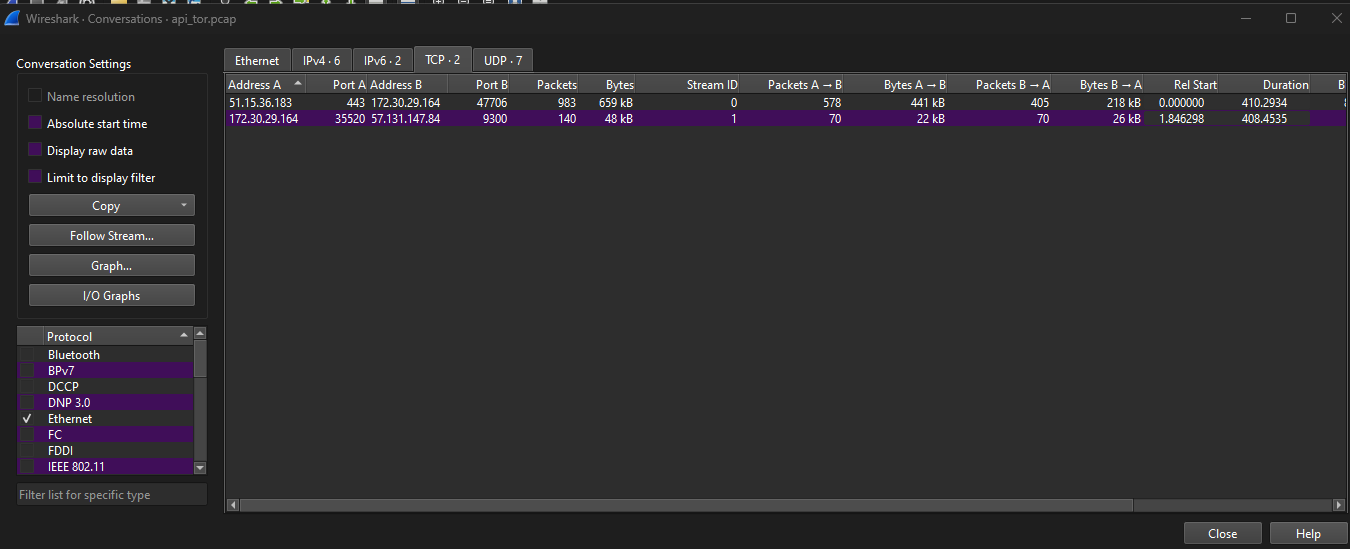 Wireshark · Conversations · api_tor.pcap
Conversation Settings
Name resolution
Absolute start time
Display raw data
Limit to display filter
Copy
Follow Stream...
Graph...
I/O Graphs
Protocol
Bluetooth
BPv7
DCCP
DNP 3.0
Ethernet
FC
FDDI
IEEE 802.11
Filter list for specific type
Ethernet IPv4 · 6 IPv6 · 2 TCP · 2 UDP · 7
Address A Port A Address B Port B Packets Bytes Stream ID Packets A → B Bytes A → B Packets B → A Bytes B → A Rel Start Duration B
51.15.36.183 443 172.30.29.164 47706 983 659 kB 0 578 441 kB 405 218 kB 0.000000 410.2934
172.30.29.164 35520 57.131.147.84 9300 140 48 kB 1 70 22 kB 70 26 kB 1.846298 408.4535
Close Help